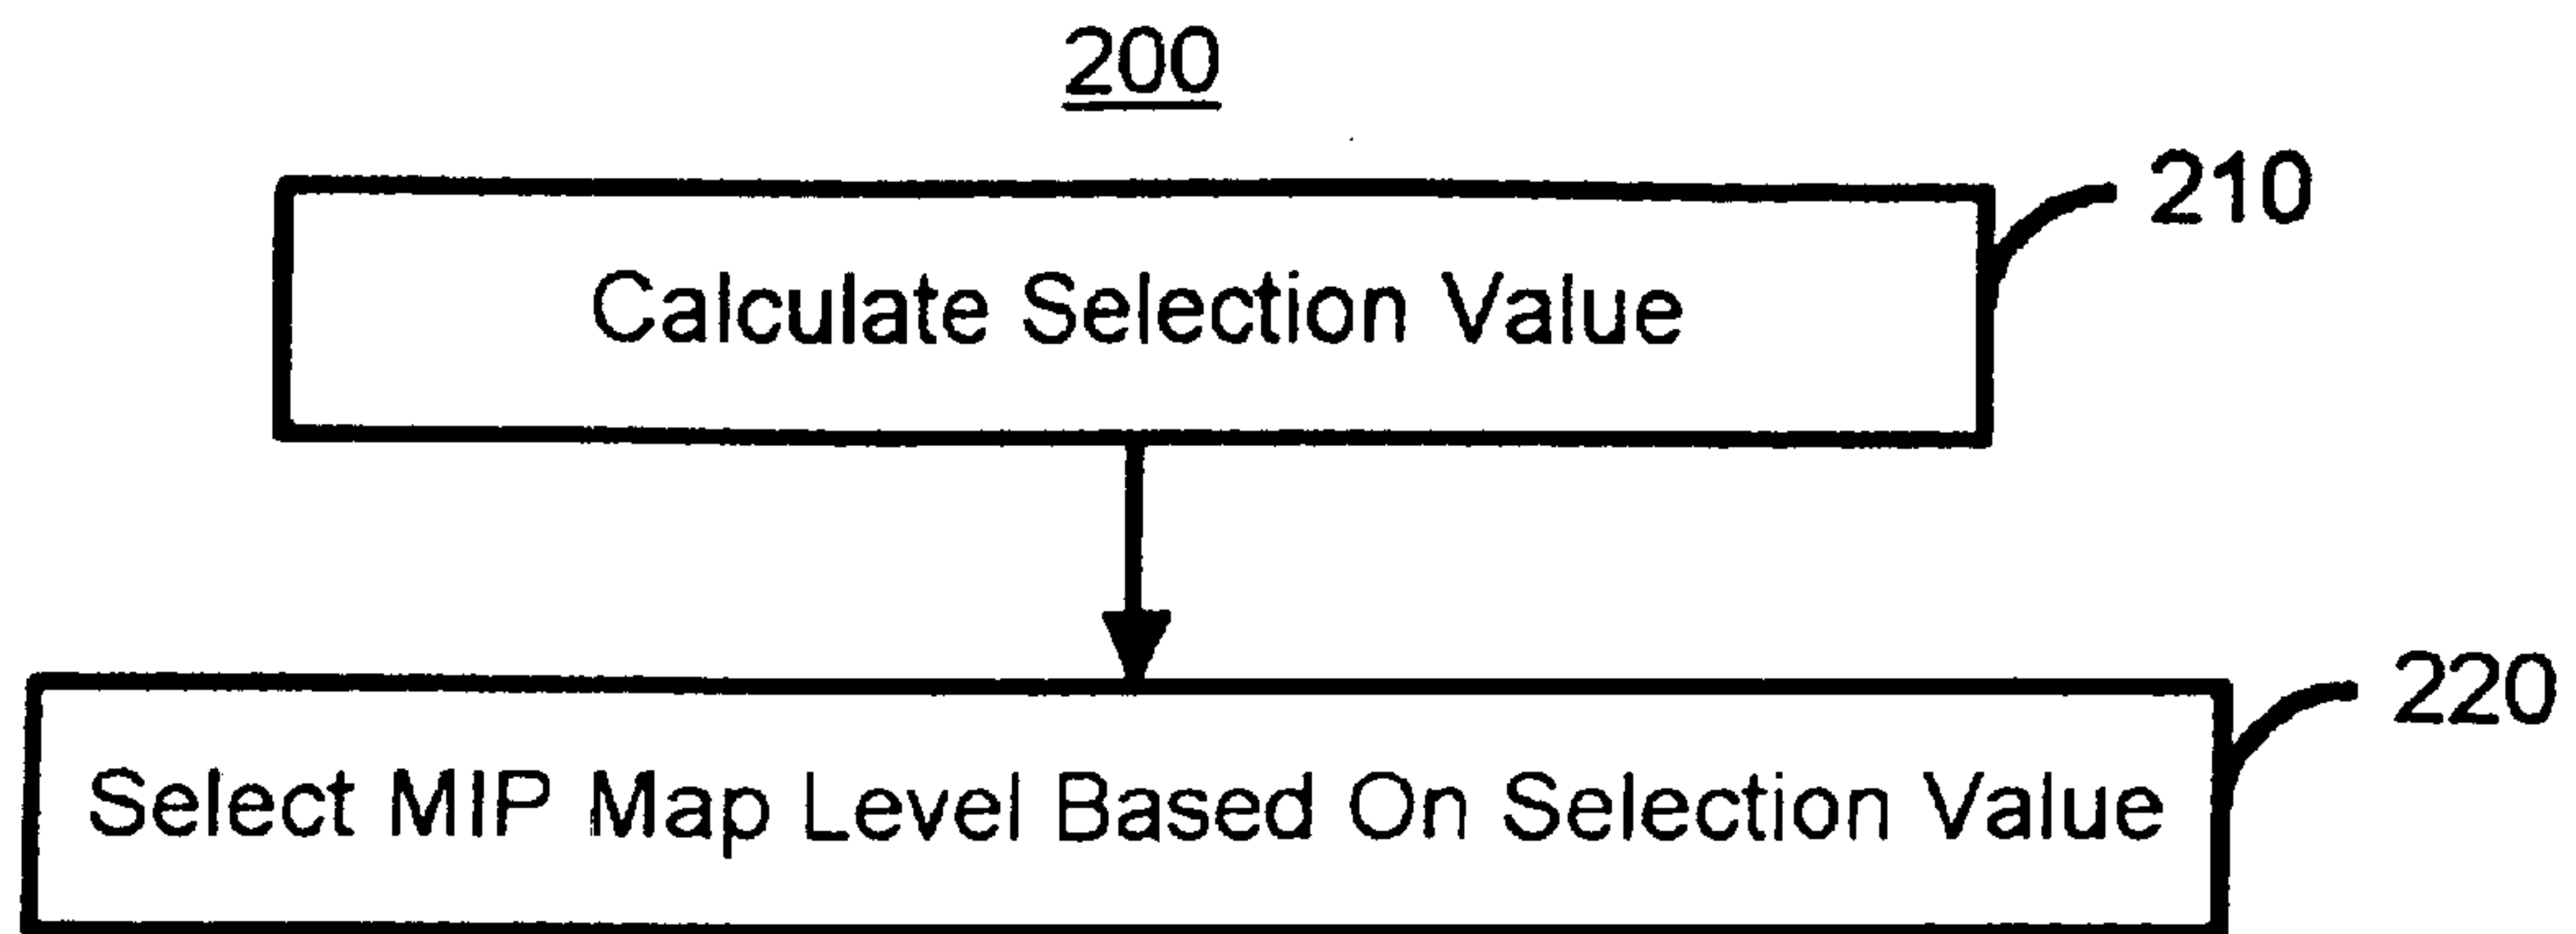 200
210
Calculate Selection Value
220
Select MIP Map Level Based On Selection Value